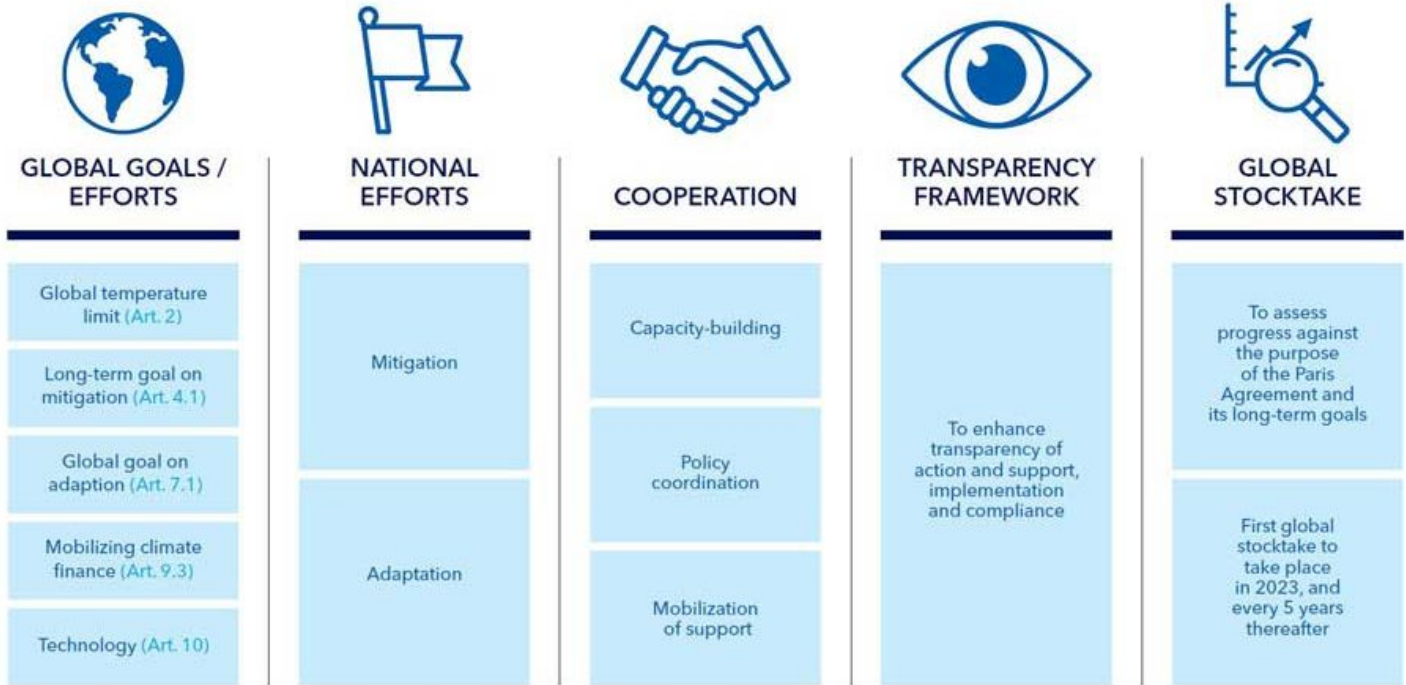 GLOBAL GOALS /
EFFORTS
Global temperature
limit (Art. 2)
Long-term goal on
mitigation (Art. 4.1)
Global goal on
adaption (Art. 7.1)
Mobilizing climate
finance (Art. 9.3)
Technology (Art. 10)
NATIONAL
EFFORTS
Mitigation
Adaptation
COOPERATION
Capacity-building
Policy
coordination
Mobilization
of support
TRANSPARENCY
FRAMEWORK
To enhance
transparency of
action and support,
implementation
and compliance
GLOBAL
STOCKTAKE
To assess
progress against
the purpose
of the Paris
Agreement and
its long-term goals
First global
stocktake to
take place
in 2023, and
every 5 years
thereafter